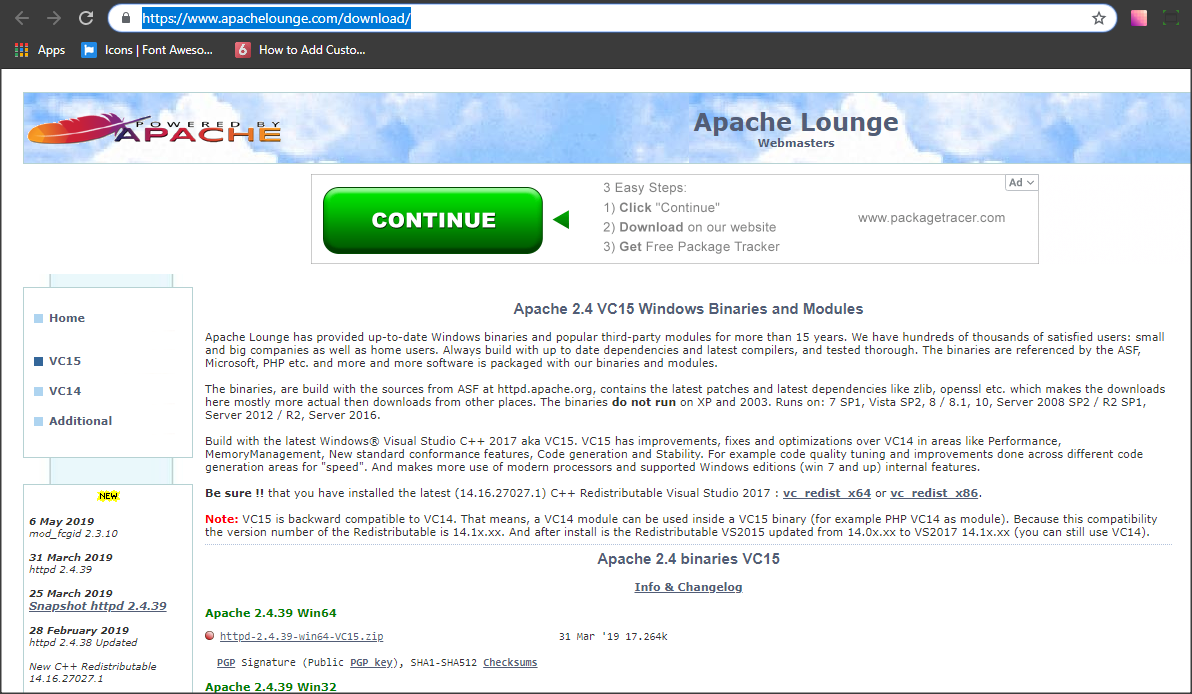 https://www.apachelounge.com/download/
Apps
Icons | Font Aweso...
6
How to Add Custo...
POWERED BY
APACHE
Apache Lounge
Webmasters
CONTINUE
3 Easy Steps:
1) Click "Continue"
2) Download on our website
3) Get Free Package Tracker
www.packagetracer.com
Ad
Home
VC15
VC14
Additional
NEW
6 May 2019
mod_fcgid 2.3.10
31 March 2019
httpd 2.4.39
25 March 2019
Snapshot httpd 2.4.39
28 February 2019
httpd 2.4.38 Updated
New C++ Redistributable
14.16.27027.1
Apache 2.4 VC15 Windows Binaries and Modules
Apache Lounge has provided up-to-date Windows binaries and popular third-party modules for more than 15 years. We have hundreds of thousands of satisfied users: small
and big companies as well as home users. Always build with up to date dependencies and latest compilers, and tested thorough. The binaries are referenced by the ASF,
Microsoft, PHP etc. and more and more software is packaged with our binaries and modules.
The binaries, are build with the sources from ASF at httpd.apache.org, contains the latest patches and latest dependencies like zlib, openssl etc. which makes the downloads
here mostly more actual then downloads from other places. The binaries do not run on XP and 2003. Runs on: 7 SP1, Vista SP2, 8 / 8.1, 10, Server 2008 SP2 / R2 SP1,
Server 2012 / R2, Server 2016.
Build with the latest Windows® Visual Studio C++ 2017 aka VC15. VC15 has improvements, fixes and optimizations over VC14 in areas like Performance,
MemoryManagement, New standard conformance features, Code generation and Stability. For example code quality tuning and improvements done across different code
generation areas for "speed". And makes more use of modern processors and supported Windows editions (win 7 and up) internal features.
Be sure !! that you have installed the latest (14.16.27027.1) C++ Redistributable Visual Studio 2017 : vc_redist_x64 or vc_redist_x86.
Note: VC15 is backward compatible to VC14. That means, a VC14 module can be used inside a VC15 binary (for example PHP VC14 as module). Because this compatibility
the version number of the Redistributable is 14.1x.xx. And after install is the Redistributable VS2015 updated from 14.0x.xx to VS2017 14.1x.xx (you can still use VC14).
Apache 2.4 binaries VC15
Info & Changelog
Apache 2.4.39 Win64
httpd-2.4.39-win64-VC15.zip 31 Mar '19 17.264k
PGP Signature (Public PGP key), SHA1-SHA512 Checksums
Apache 2.4.39 Win32